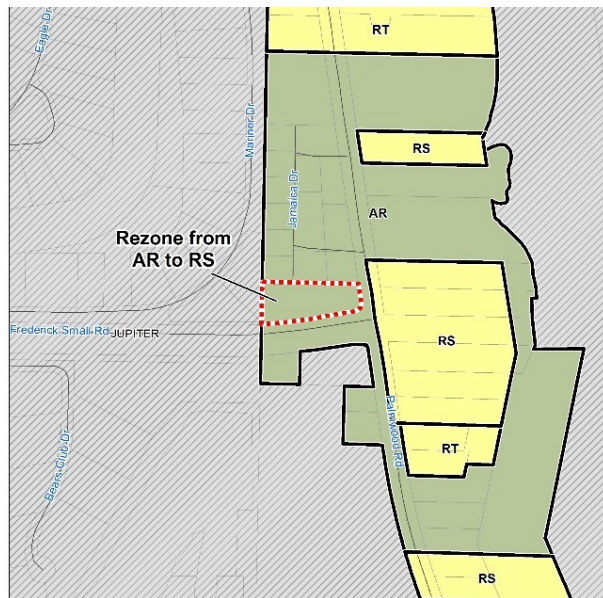 RT
Eagle Dr
Mariner Dr
RS
Jamaica Dr
AR
Rezone from
AR to RS
Frederick Small Rd
JUPITER
RS
Palmwood Rd
Bears Club Dr
RT
RS